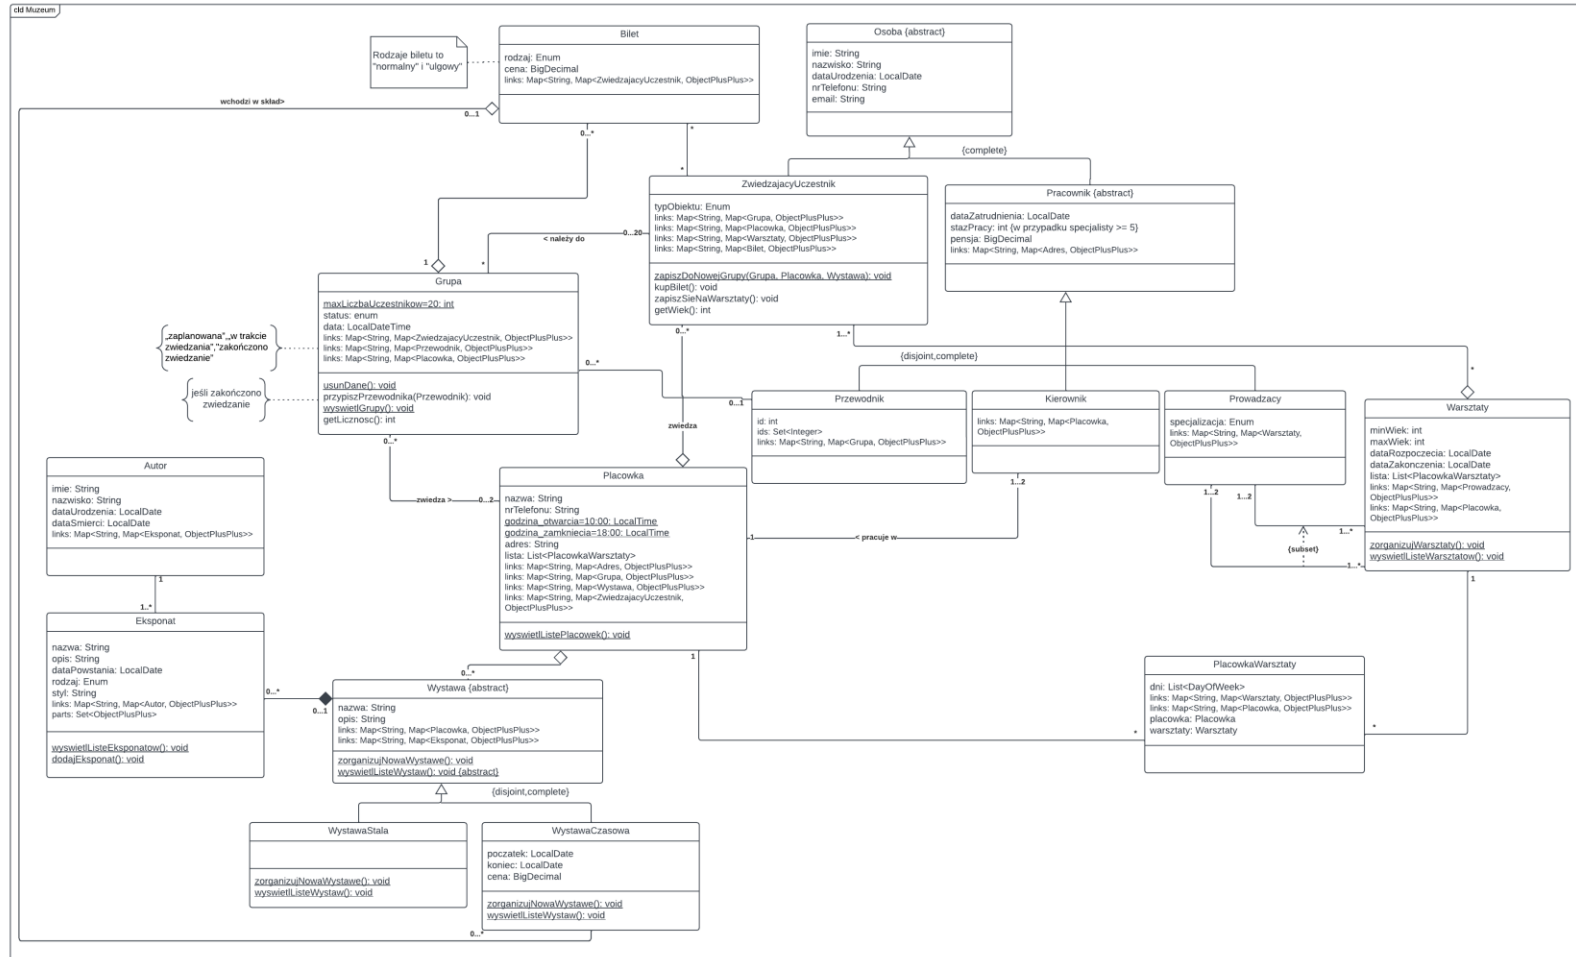 cld Muzeum
Bilet
rodzaj: Enum
cena: BigDecimal
links: Map<String, Map<ZwiedzajacyUczestnik, ObjectPlusPlus>>
Rodzaje biletu to
"normalny" i "ulgowy"
wchodzi w skład>
0...1
0...*
*
*
Osoba {abstract}
imie: String
nazwisko: String
dataUrodzenia: LocalDate
nrTelefonu: String
email: String
{complete}
ZwiedzajacyUczestnik
typObiektu: Enum
links: Map<String, Map<Grupa, ObjectPlusPlus>>
links: Map<String, Map<Placowka, ObjectPlusPlus>>
links: Map<String, Map<Warsztaty, ObjectPlusPlus>>
links: Map<String, Map<Bilet, ObjectPlusPlus>>
zapiszDoNowejGrupy(Grupa, Placowka, Wystawa): void
kupBilet(): void
zapiszSieNaWarsztaty(): void
getWiek(): int
Pracownik {abstract}
dataZatrudnienia: LocalDate
stazPracy: int {w przypadku specjalisty >= 5}
pensja: BigDecimal
links: Map<String, Map<Adres, ObjectPlusPlus>>
< należy do
0...20
*
1
Grupa
maxLiczbaUczestnikow=20: int
status: enum
data: LocalDateTime
links: Map<String, Map<ZwiedzajacyUczestnik, ObjectPlusPlus>>
links: Map<String, Map<Przewodnik, ObjectPlusPlus>>
links: Map<String, Map<Placowka, ObjectPlusPlus>>
usunDane(): void
przypiszPrzewodnika(Przewodnik): void
wyswietlGrupy(): void
getLicznosc(): int
„zaplanowana”,„w trakcie
zwiedzania”,"zakończono
zwiedzanie”
jeśli zakończono
zwiedzanie
0...*
0...1
0...*
1...*
{disjoint,complete}
*
Przewodnik
id: int
ids: Set<Integer>
links: Map<String, Map<Grupa, ObjectPlusPlus>>
Kierownik
links: Map<String, Map<Placowka,
ObjectPlusPlus>>
Prowadzacy
specjalizacja: Enum
links: Map<String, Map<Warsztaty,
ObjectPlusPlus>>
Warsztaty
minWiek: int
maxWiek: int
dataRozpoczecia: LocalDate
dataZakonczenia: LocalDate
lista: List<PlacowkaWarsztaty>
links: Map<String, Map<Prowadzacy,
ObjectPlusPlus>>
links: Map<String, Map<Placowka,
ObjectPlusPlus>>
zorganizujWarsztaty(): void
wyswietlListeWarsztatow(): void
zwiedza
0...*
zwiedza >
0...2
Autor
imie: String
nazwisko: String
dataUrodzenia: LocalDate
dataSmierci: LocalDate
links: Map<String, Map<Eksponat, ObjectPlusPlus>>
Placowka
nazwa: String
nrTelefonu: String
godzina_otwarcia=10:00: LocalTime
godzina_zamkniecia=18:00: LocalTime
adres: String
lista: List<PlacowkaWarsztaty>
links: Map<String, Map<Adres, ObjectPlusPlus>>
links: Map<String, Map<Grupa, ObjectPlusPlus>>
links: Map<String, Map<Wystawa, ObjectPlusPlus>>
links: Map<String, Map<ZwiedzajacyUczestnik,
ObjectPlusPlus>>
wyswietlListePlacowek(): void
1...2
1
< pracuje w
1...2
1...2
1...*
{subset}
1...*
1
1
1..*
Eksponat
nazwa: String
opis: String
dataPowstania: LocalDate
rodzaj: Enum
styl: String
links: Map<String, Map<Autor, ObjectPlusPlus>>
parts: Set<ObjectPlusPlus>
wyswietlListeEksponatow(): void
dodajEksponat(): void
0...*
0...1
0...*
Wystawa {abstract}
nazwa: String
opis: String
links: Map<String, Map<Placowka, ObjectPlusPlus>>
links: Map<String, Map<Eksponat, ObjectPlusPlus>>
zorganizujNowaWystawe(): void
wyswietlListeWystaw(): void {abstract}
1
*
PlacowkaWarsztaty
dni: List<DayOfWeek>
links: Map<String, Map<Warsztaty, ObjectPlusPlus>>
links: Map<String, Map<Placowka, ObjectPlusPlus>>
placowka: Placowka
warsztaty: Warsztaty
*
{disjoint,complete}
WystawaStala
zorganizujNowaWystawe(): void
wyswietlListeWystaw(): void
WystawaCzasowa
poczatek: LocalDate
koniec: LocalDate
cena: BigDecimal
zorganizujNowaWystawe(): void
wyswietlListeWystaw(): void
0...*